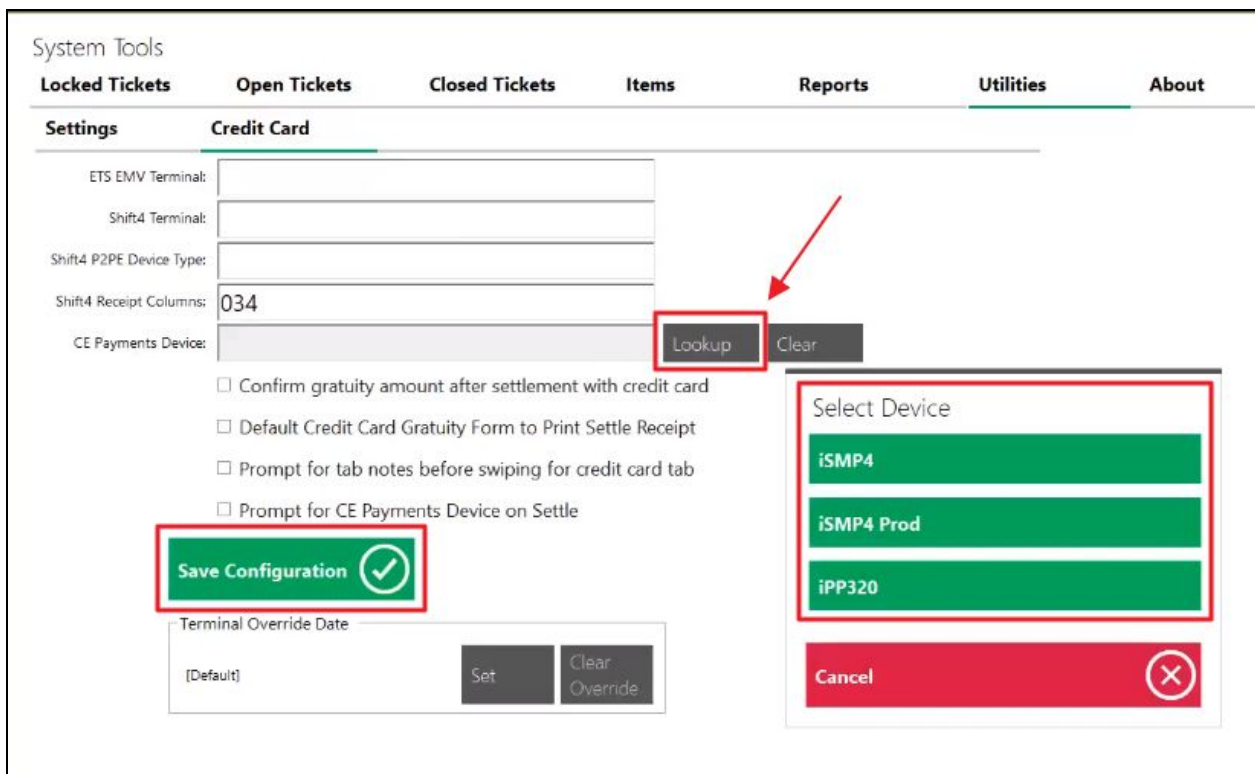 System Tools
Locked Tickets Open Tickets Closed Tickets Items Reports Utilities About
Settings Credit Card
ETS EMV Terminal:
Shift4 Terminal:
Shift4 P2PE Device Type:
Shift4 Receipt Columns: 034
CE Payments Device: Lookup Clear
Confirm gratuity amount after settlement with credit card
Default Credit Card Gratuity Form to Print Settle Receipt
Prompt for tab notes before swiping for credit card tab
Prompt for CE Payments Device on Settle
Save Configuration
Terminal Override Date
[Default] Set Clear
Override
Select Device
iSMP4
iSMP4 Prod
iPP320
Cancel